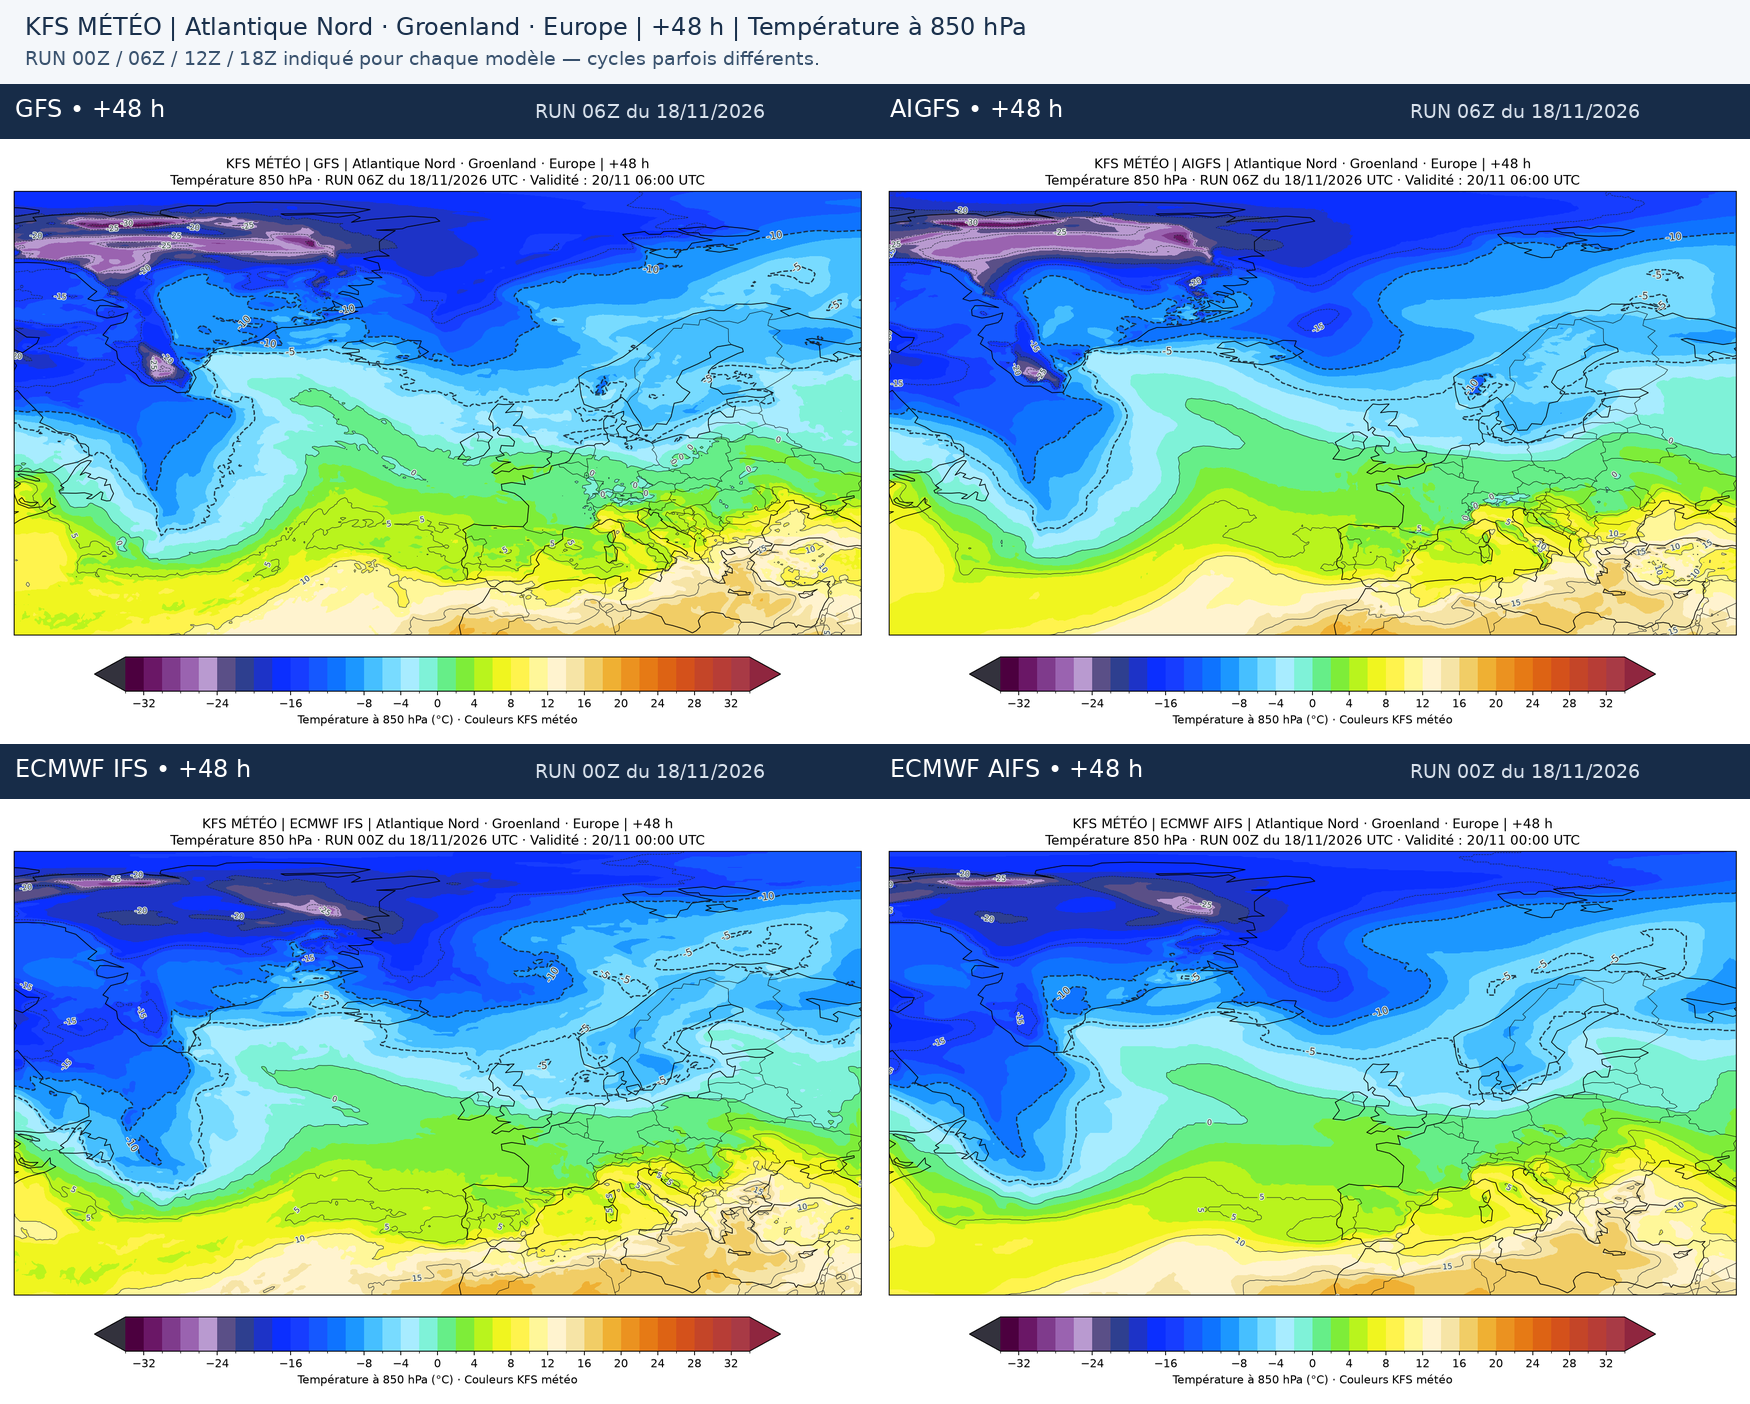 KFS MÉTÉO | Atlantique Nord · Groenland · Europe | +48 h | Température à 850 hPa
RUN 00Z / 06Z / 12Z / 18Z indiqué pour chaque modèle — cycles parfois différents.
GFS • +48 h
RUN 06Z du 18/11/2026
AIGFS • +48 h
RUN 06Z du 18/11/2026
KFS MÉTÉO | GFS | Atlantique Nord · Groenland · Europe | +48 h
Température 850 hPa · RUN 06Z du 18/11/2026 UTC · Validité : 20/11 06:00 UTC
KFS MÉTÉO | AIGFS | Atlantique Nord · Groenland · Europe | +48 h
Température 850 hPa · RUN 06Z du 18/11/2026 UTC · Validité : 20/11 06:00 UTC
−32 −24 −16 −8 −4 0 4 8 12 16 20 24 28 32
Température à 850 hPa (°C) · Couleurs KFS météo
−32 −24 −16 −8 −4 0 4 8 12 16 20 24 28 32
Température à 850 hPa (°C) · Couleurs KFS météo
ECMWF IFS • +48 h
RUN 00Z du 18/11/2026
ECMWF AIFS • +48 h
RUN 00Z du 18/11/2026
KFS MÉTÉO | ECMWF IFS | Atlantique Nord · Groenland · Europe | +48 h
Température 850 hPa · RUN 00Z du 18/11/2026 UTC · Validité : 20/11 00:00 UTC
KFS MÉTÉO | ECMWF AIFS | Atlantique Nord · Groenland · Europe | +48 h
Température 850 hPa · RUN 00Z du 18/11/2026 UTC · Validité : 20/11 00:00 UTC
−32 −24 −16 −8 −4 0 4 8 12 16 20 24 28 32
Température à 850 hPa (°C) · Couleurs KFS météo
−32 −24 −16 −8 −4 0 4 8 12 16 20 24 28 32
Température à 850 hPa (°C) · Couleurs KFS météo